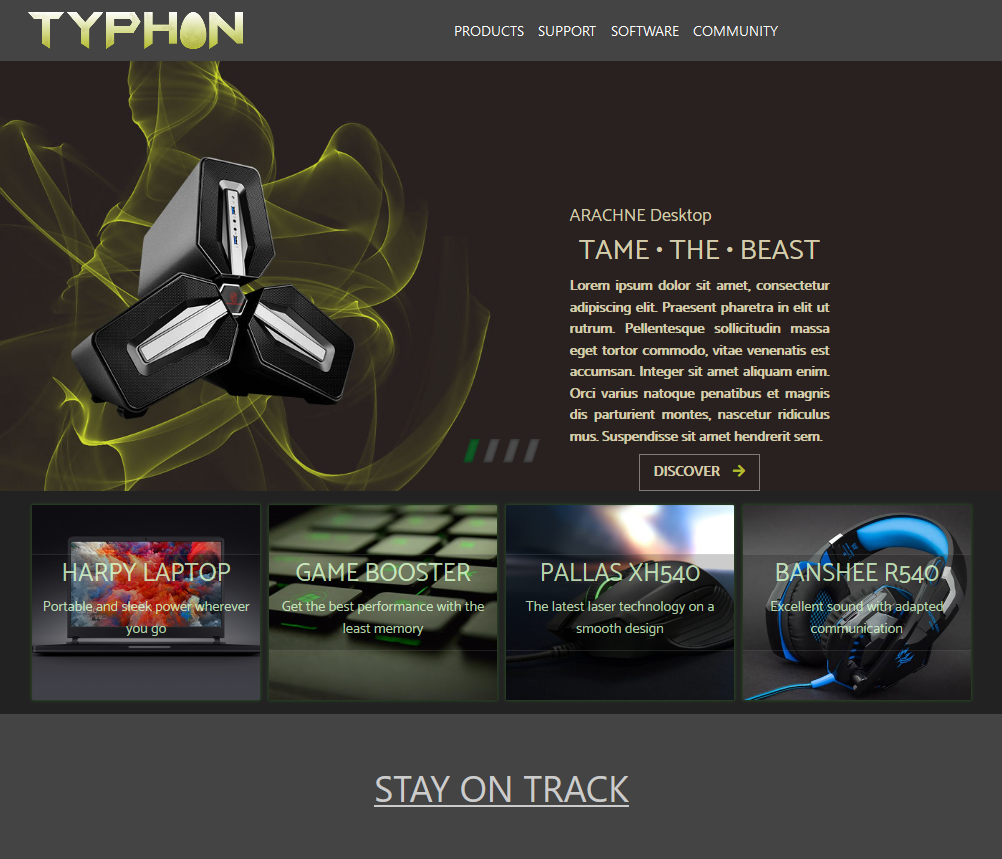 TYPHON
PRODUCTS SUPPORT SOFTWARE COMMUNITY
ARACHNE Desktop
TAME • THE • BEAST
Lorem ipsum dolor sit amet, consectetur
adipiscing elit. Praesent pharetra in elit ut
rutrum. Pellentesque sollicitudin massa
eget tortor commodo, vitae venenatis est
accumsan. Integer sit amet aliquam enim.
Orci varius natoque penatibus et magnis
dis parturient montes, nascetur ridiculus
mus. Suspendisse sit amet hendrerit sem.
DISCOVER →
HARPY LAPTOP
Portable and sleek power wherever
you go
GAME BOOSTER
Get the best performance with the
least memory
PALLAS XH540
The latest laser technology on a
smooth design
BANSHEE R540
Excellent sound with adapted
communication
STAY ON TRACK